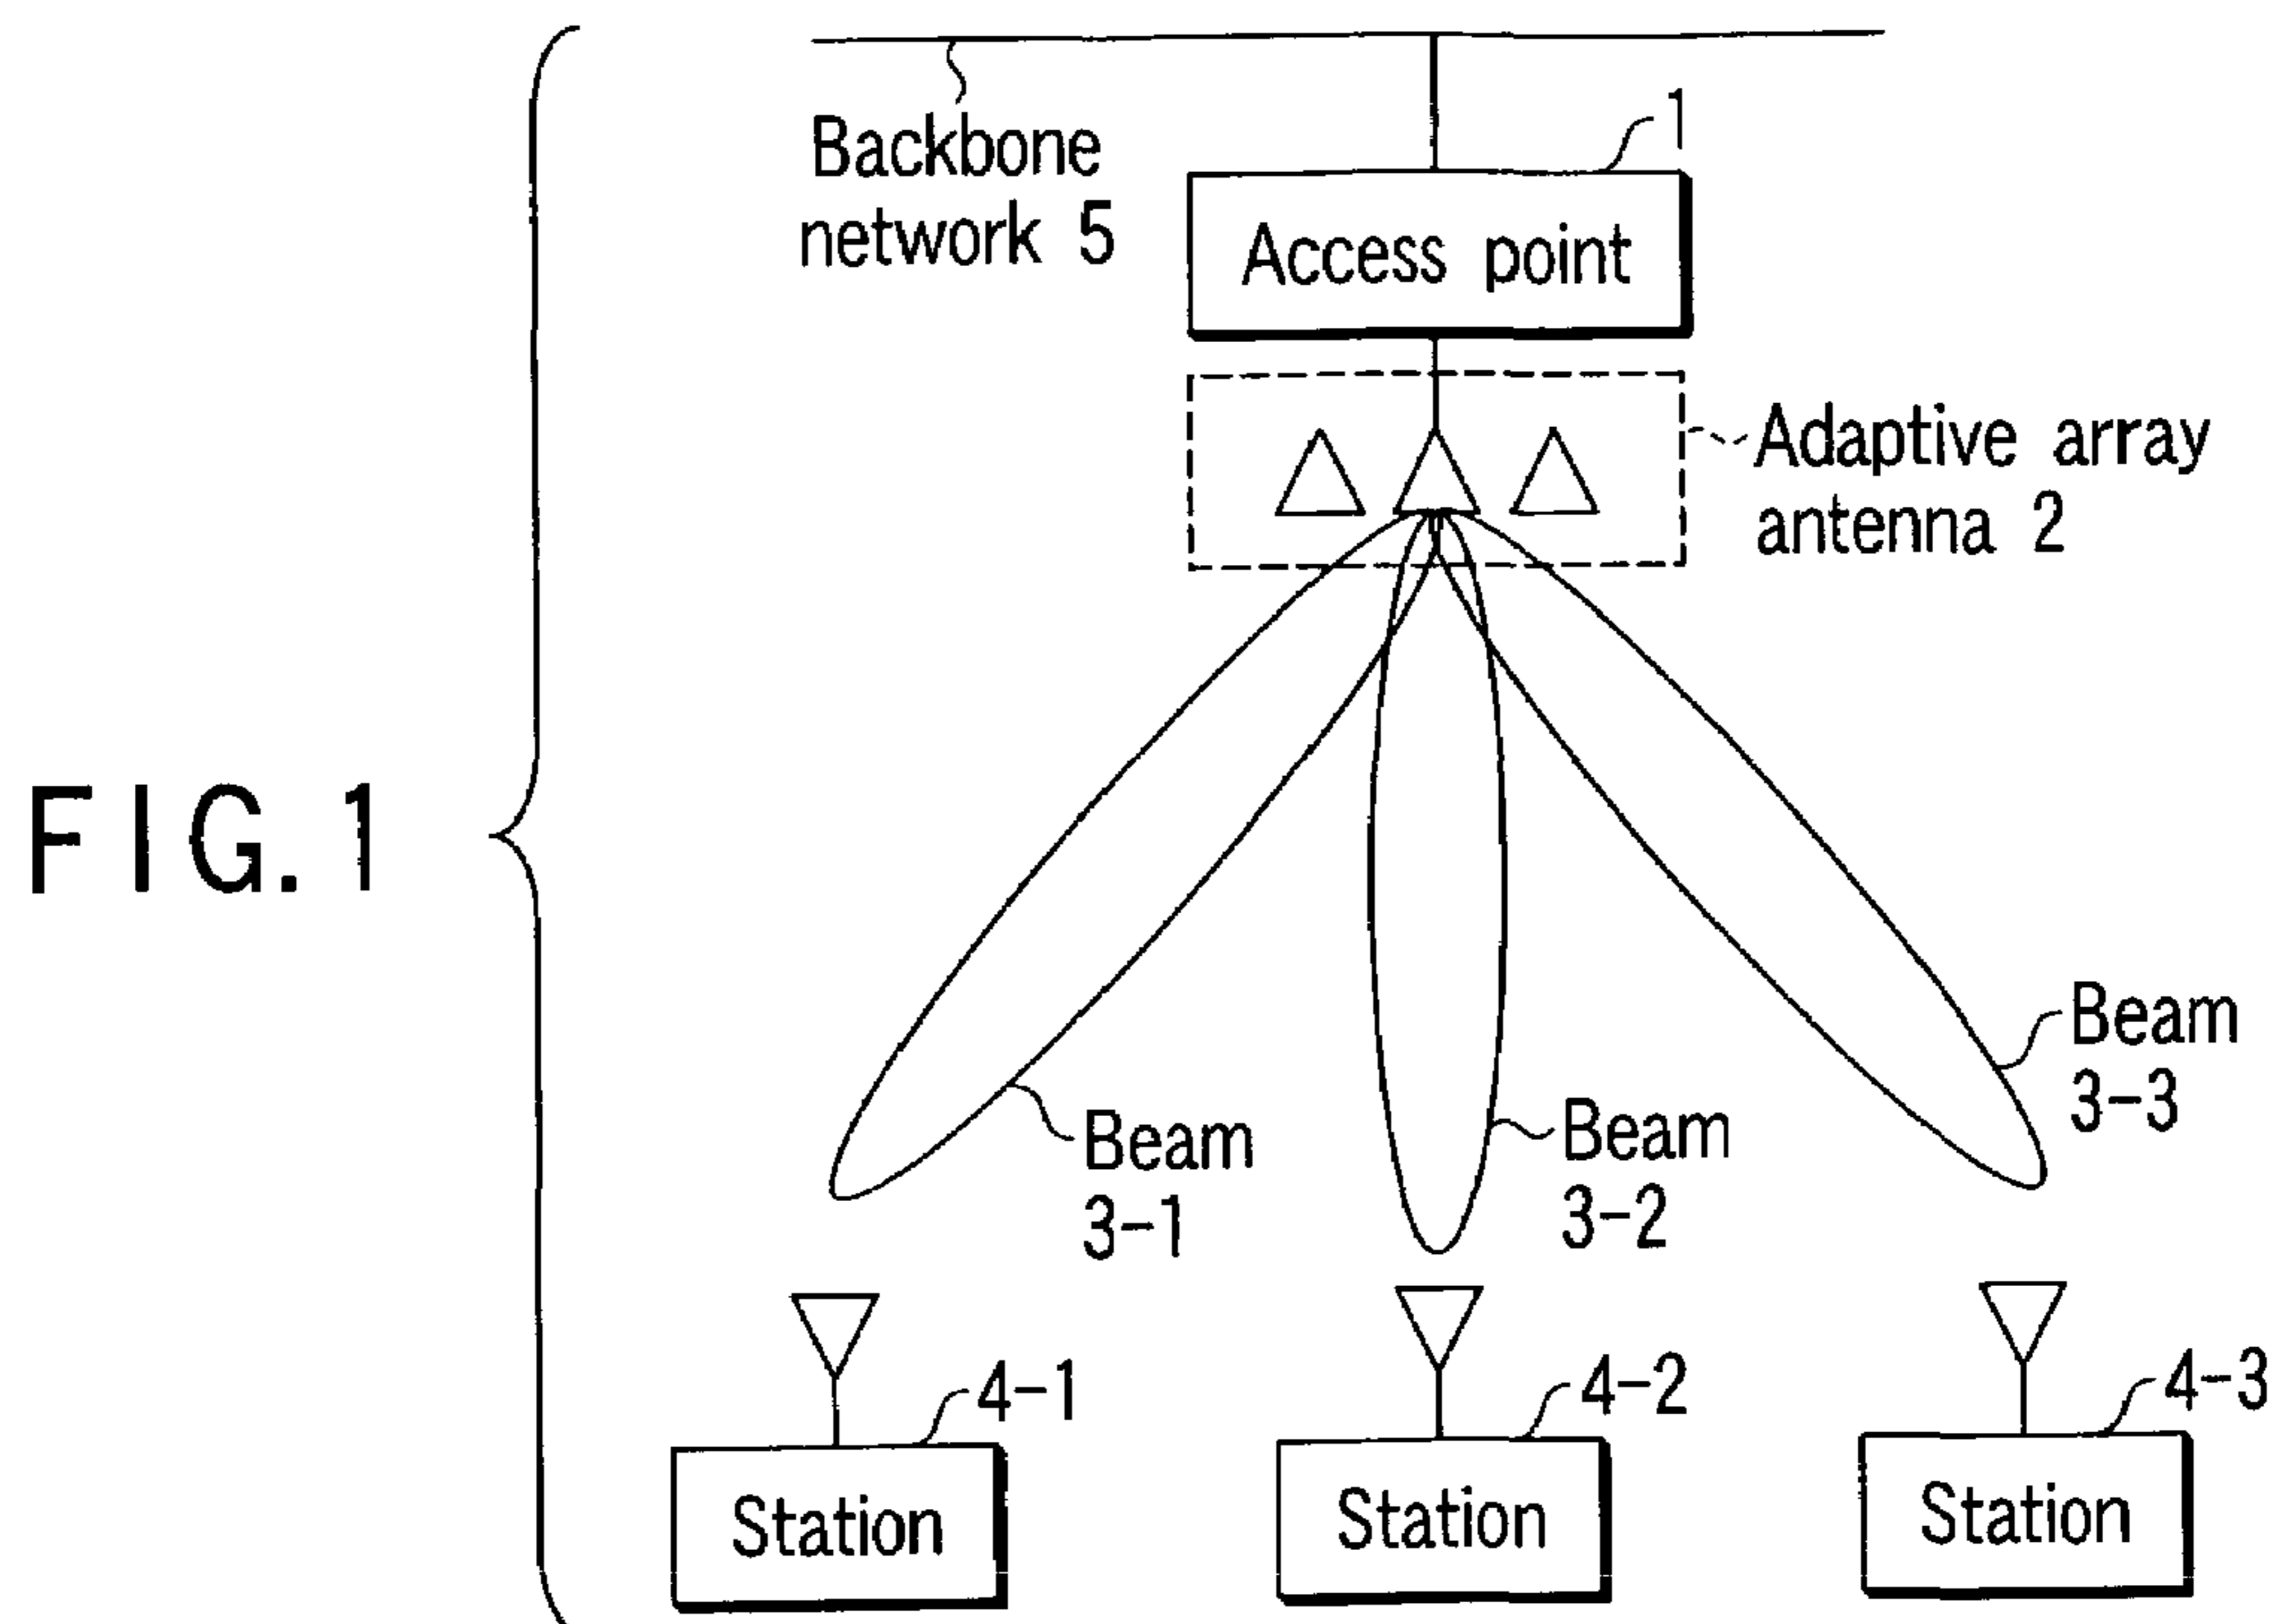 FIG. 1
Backbone
network 5
1
Access point
Adaptive array
antenna 2
Beam
3-1
Beam
3-2
Beam
3-3
4-1
4-2
4-3
Station
Station
Station